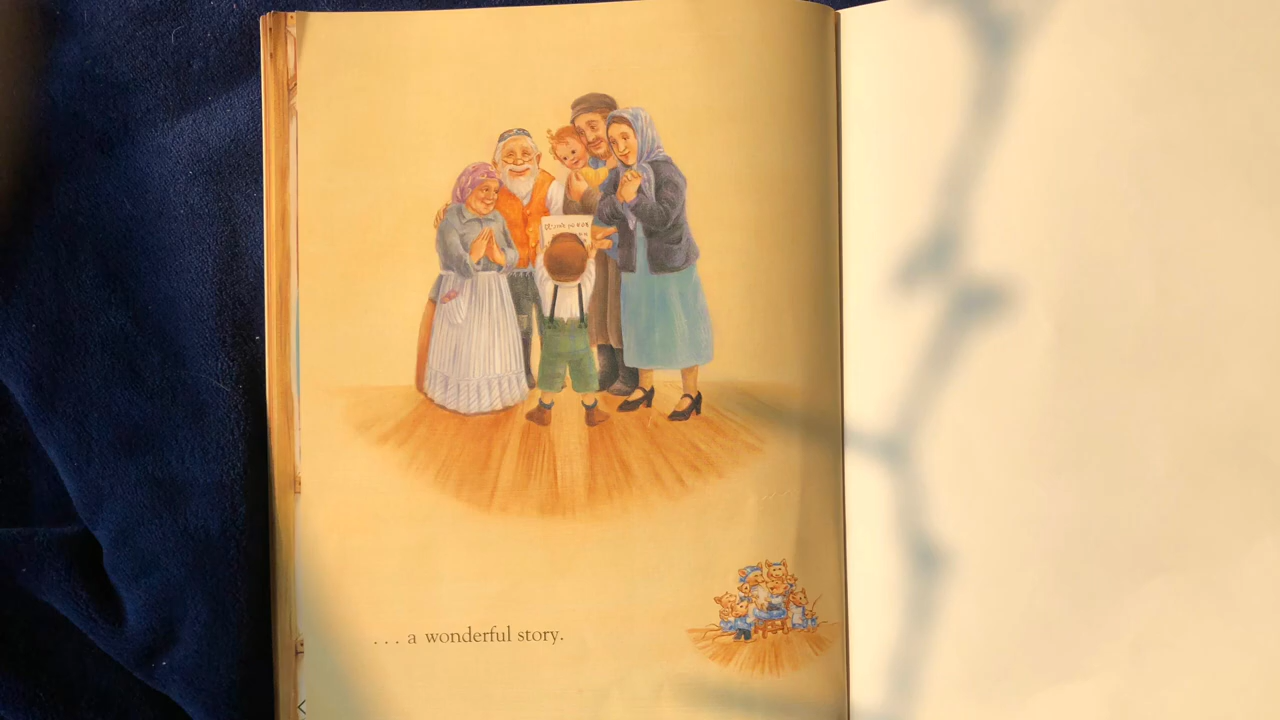 . . . a wonderful story.